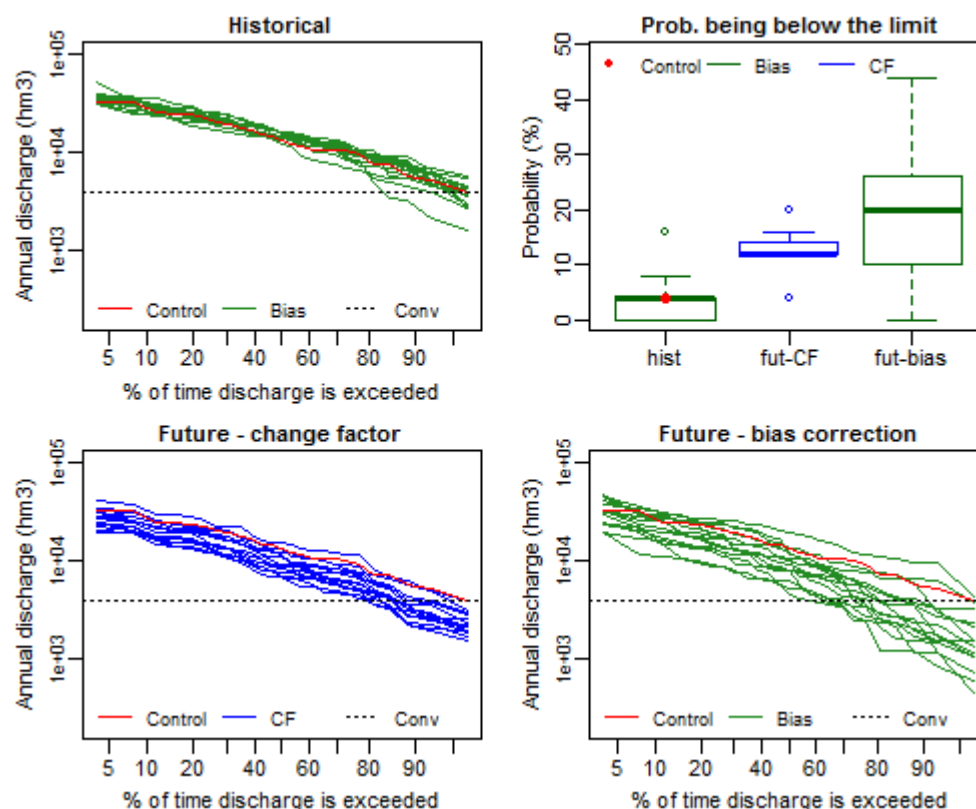 Historical
Annual discharge (hm3)
1e+05
1e+04
1e+03
Control Bias Conv
5 10 20 40 60 80 90
% of time discharge is exceeded
Prob. being below the limit
Probability (%)
50
40
30
20
10
0
Control Bias CF
hist fut-CF fut-bias
Future - change factor
Annual discharge (hm3)
1e+05
1e+04
1e+03
Control CF Conv
5 10 20 40 60 80 90
% of time discharge is exceeded
Future - bias correction
Annual discharge (hm3)
1e+05
1e+04
1e+03
Control Bias Conv
5 10 20 40 60 80 90
% of time discharge is exceeded